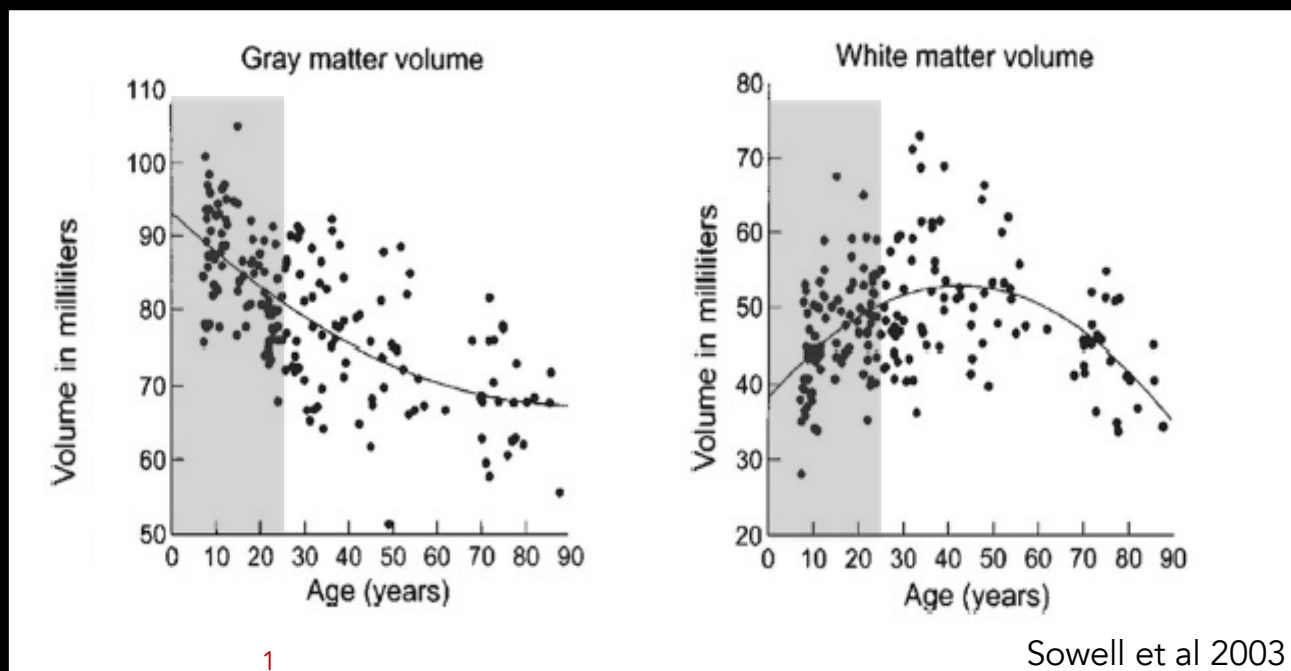 Gray matter volume
110
100
90
80
70
60
50
Volume in milliliters
0 10 20 30 40 50 60 70 80 90
Age (years)
White matter volume
80
70
60
50
40
30
20
Volume in milliliters
0 10 20 30 40 50 60 70 80 90
Age (years)
1
Sowell et al 2003